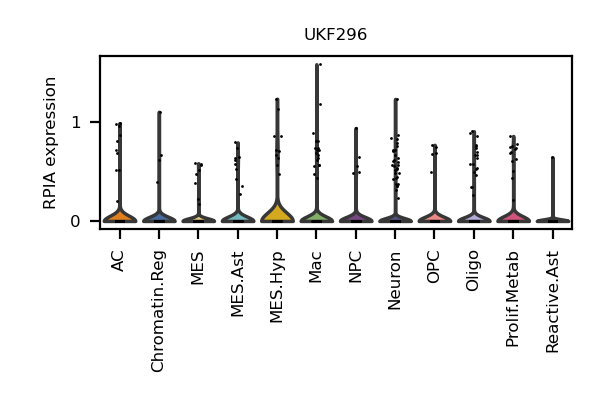 UKF296
RPIA expression
1
0
AC
Chromatin.Reg
MES
MES.Ast
MES.Hyp
Mac
NPC
Neuron
OPC
Oligo
Prolif.Metab
Reactive.Ast